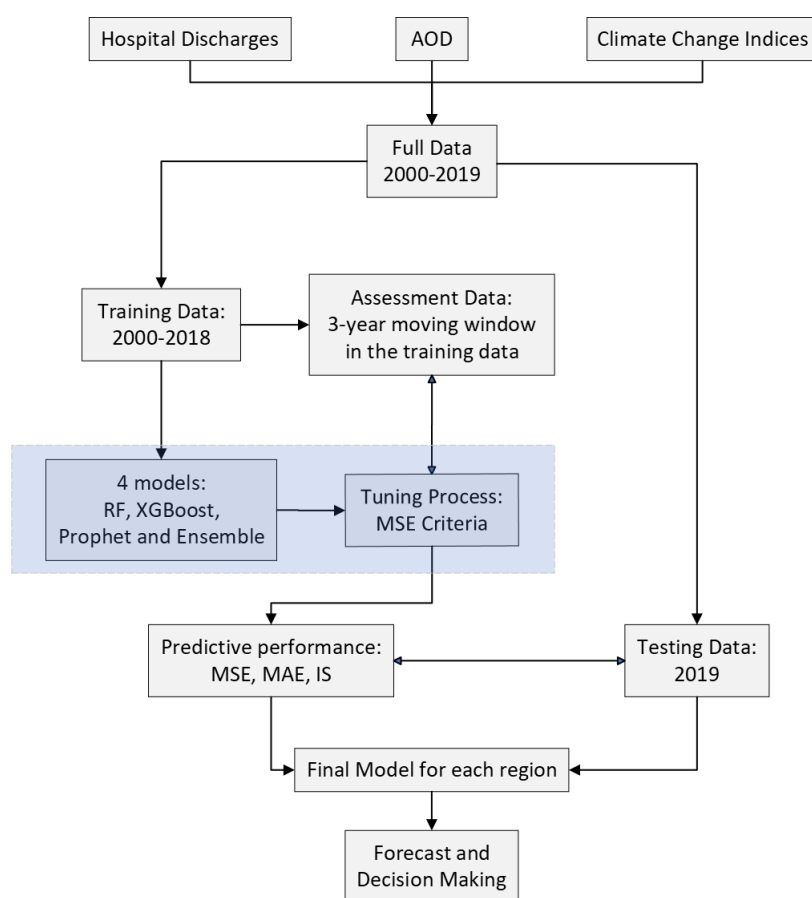 Hospital Discharges
AOD
Climate Change Indices
Full Data
2000-2019
Training Data:
2000-2018
Assessment Data:
3-year moving window
in the training data
4 models:
RF, XGBoost,
Prophet and Ensemble
Tuning Process:
MSE Criteria
Predictive performance:
MSE, MAE, IS
Testing Data:
2019
Final Model for each region
Forecast and
Decision Making